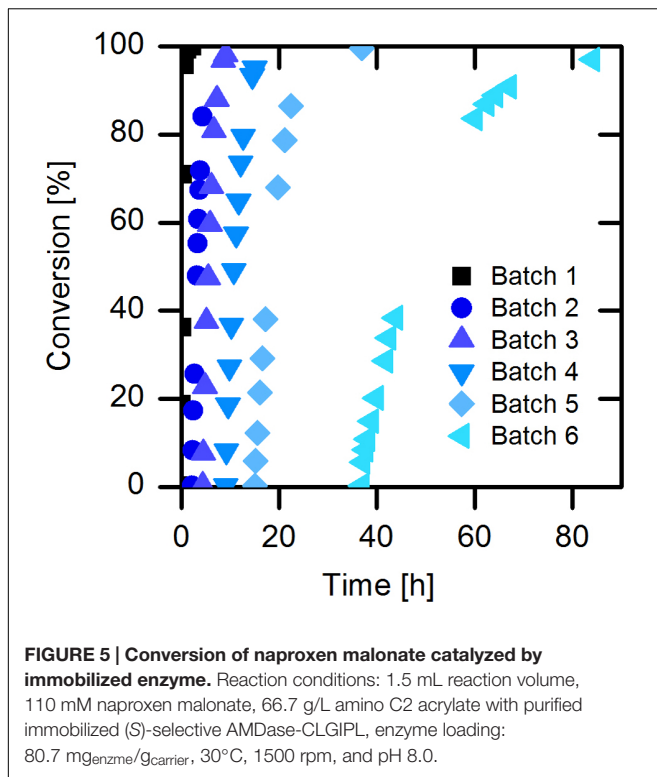 100
80
60
40
20
0
Conversion [%]
Batch 1
Batch 2
Batch 3
Batch 4
Batch 5
Batch 6
0 20 40 60 80
Time [h]
FIGURE 5 | Conversion of naproxen malonate catalyzed by
immobilized enzyme. Reaction conditions: 1.5 mL reaction volume,
110 mM naproxen malonate, 66.7 g/L amino C2 acrylate with purified
immobilized (S)-selective AMDase-CLGIPL, enzyme loading:
80.7 mgenzme/gcarrier, 30°C, 1500 rpm, and pH 8.0.